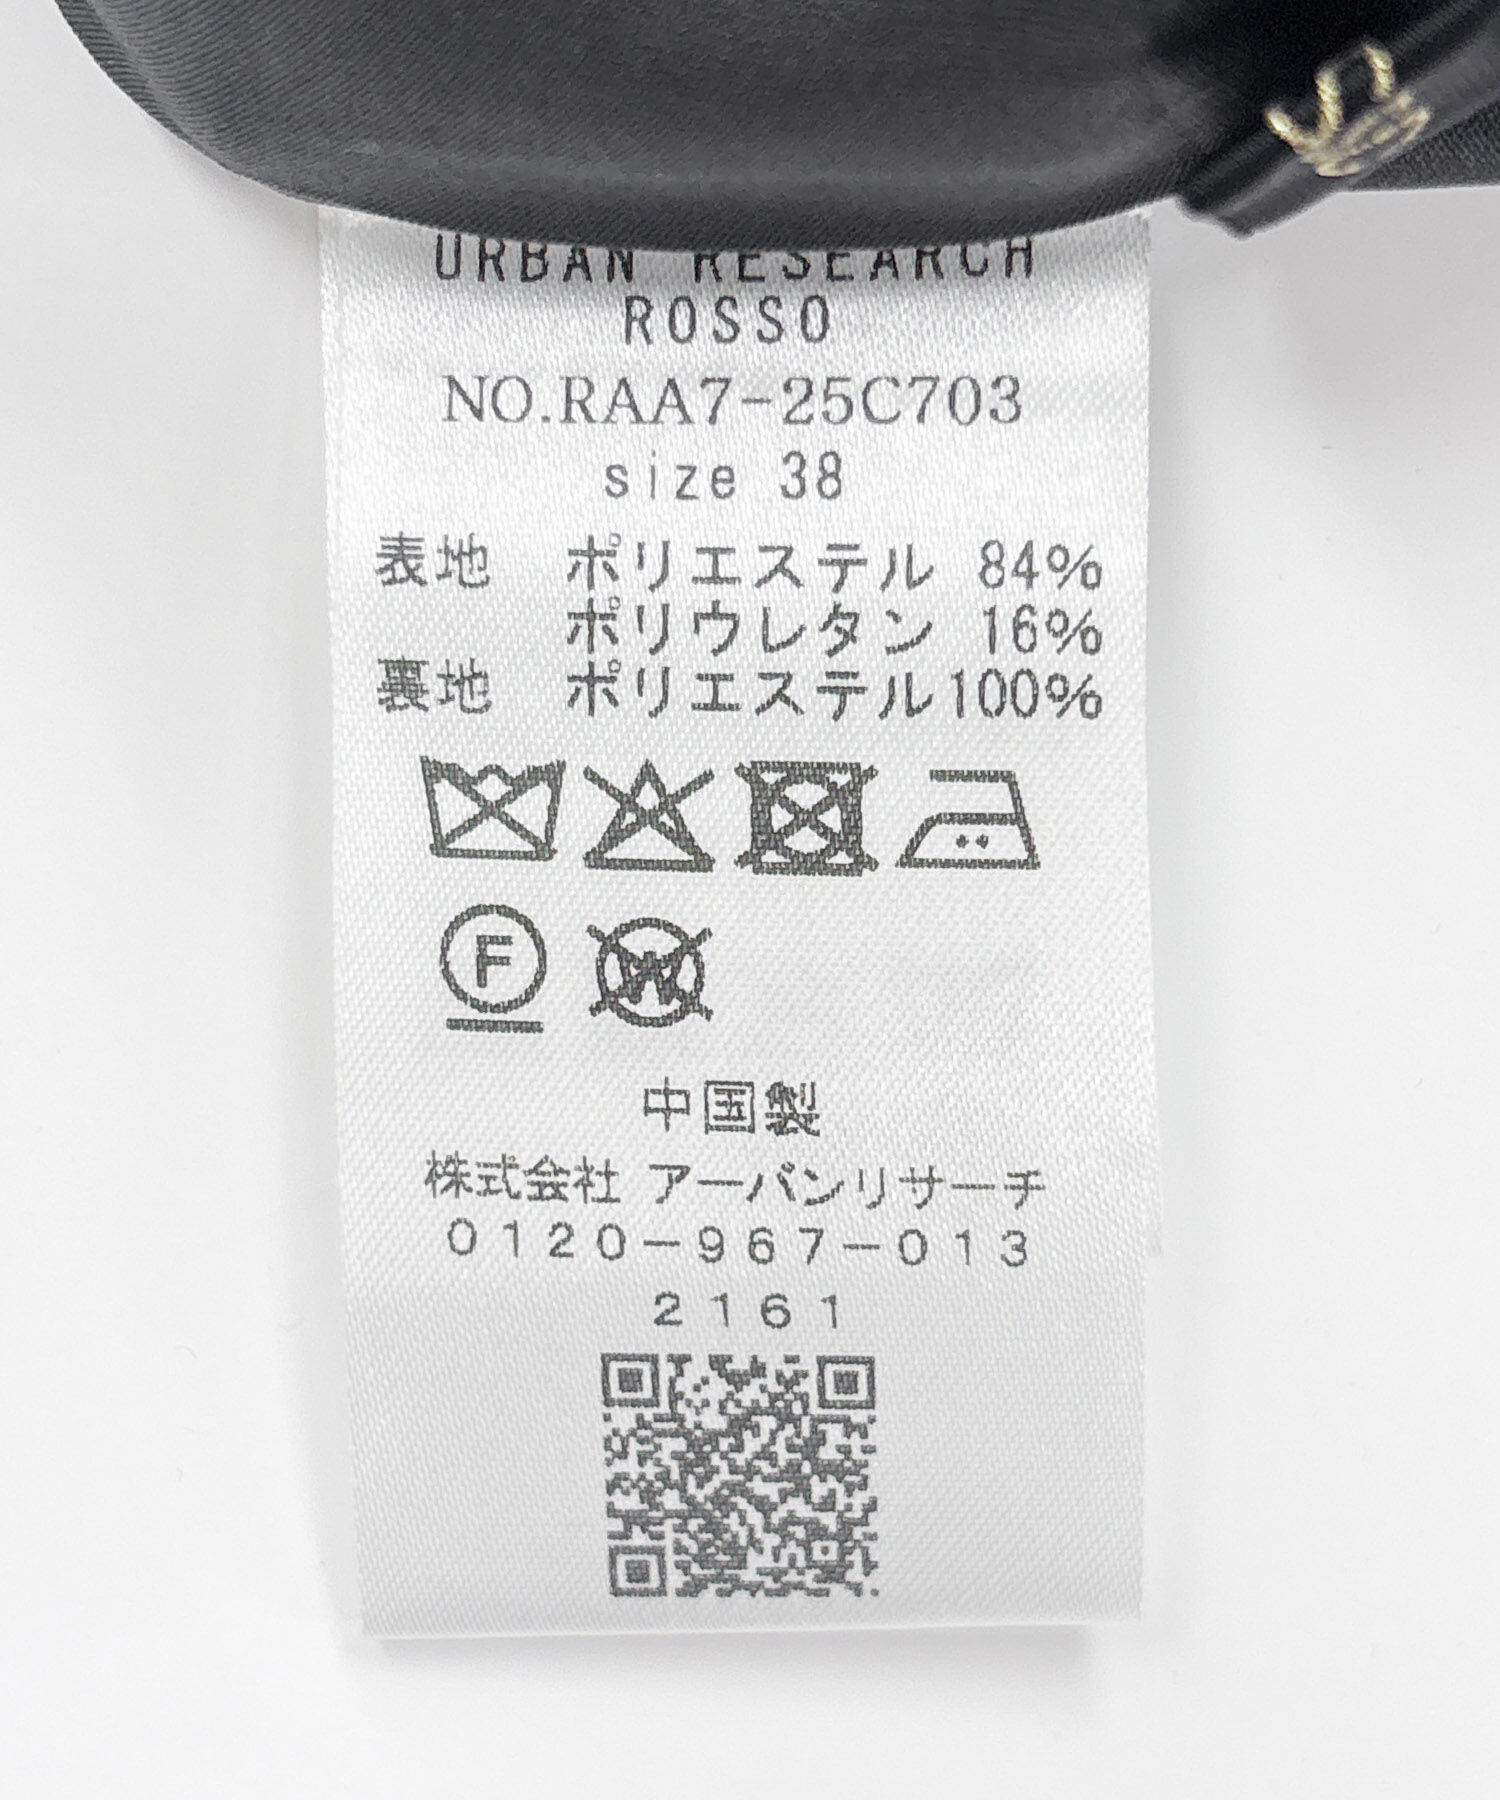 URBAN RESEARCH
ROSSO
NO.RAA7-25C703
size 38
表地 ポリエステル 84%
ポリウレタン 16%
裏地 ポリエステル100%
F W
中国製
株式会社 アーバンリサーチ
0120-967-013
2161